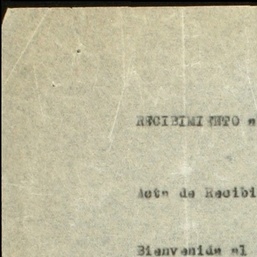 RECIBIMIENTO a
Acta de Recibi
Bienvenida al